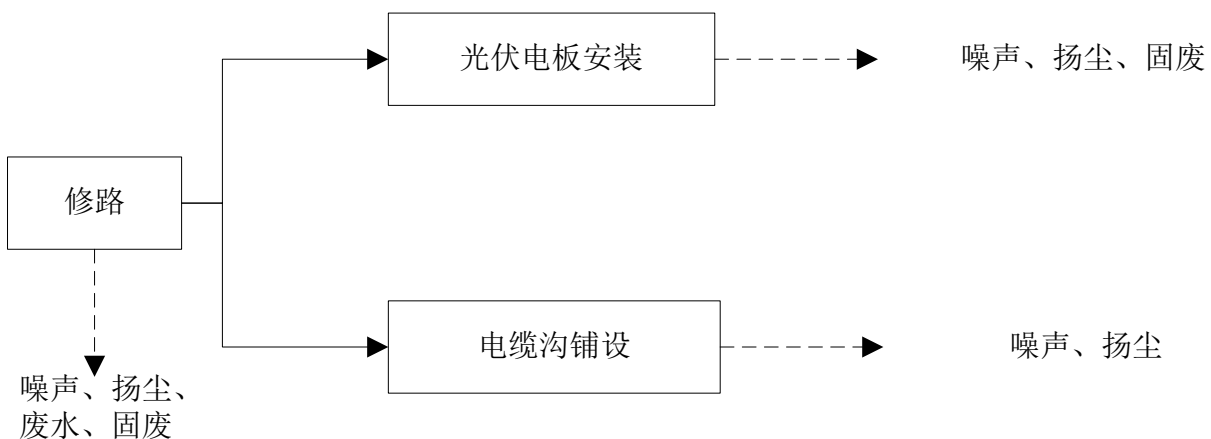 光伏电板安装
噪声、扬尘、固废
修路
电缆沟铺设
噪声、扬尘
噪声、扬尘、
废水、固废